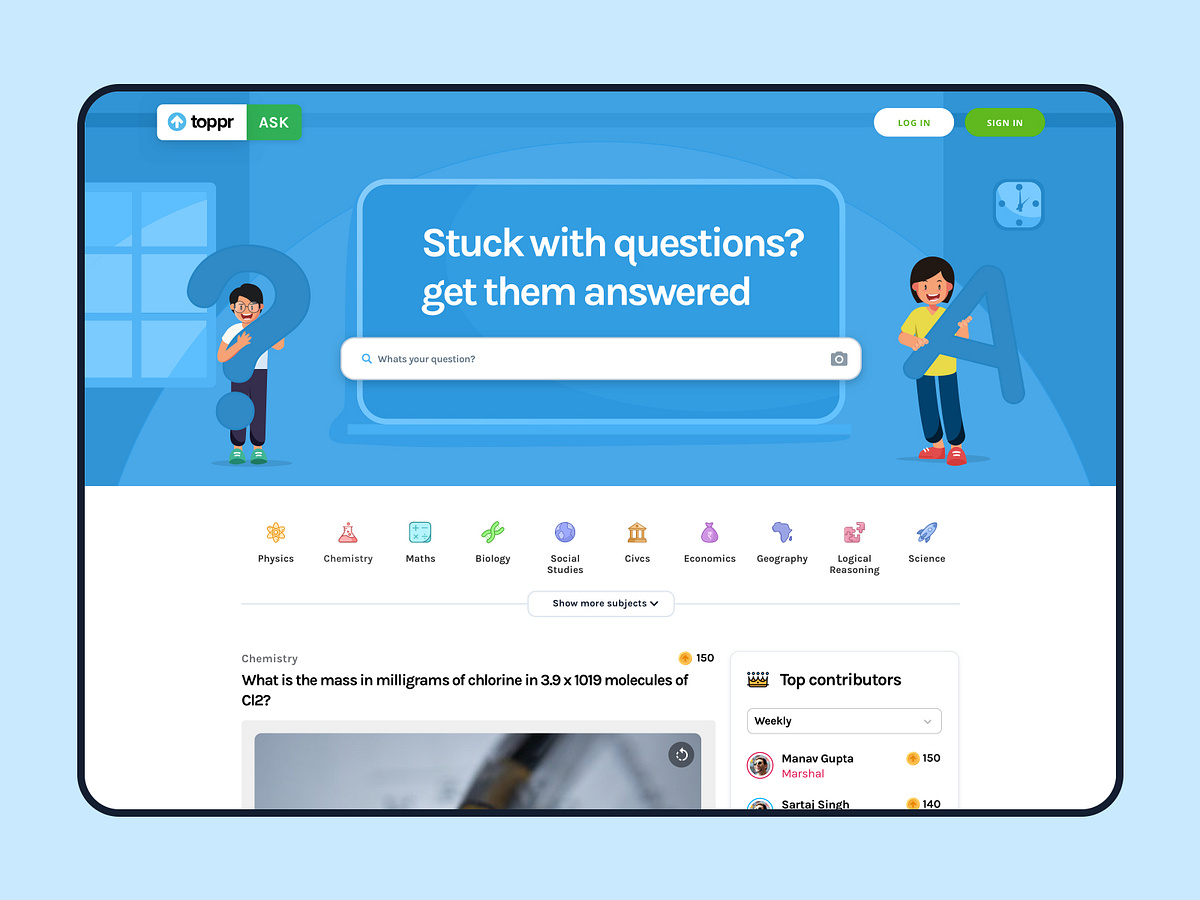 toppr ASK
LOG IN
SIGN IN
Stuck with questions?
get them answered
Whats your question?
Physics
Chemistry
Maths
Biology
Social
Studies
Civcs
Economics
Geography
Logical
Reasoning
Science
Show more subjects
Chemistry
150
What is the mass in milligrams of chlorine in 3.9 x 1019 molecules of
Cl2?
Top contributors
Weekly
Manav Gupta
150
Marshal
Sartaj Singh
140